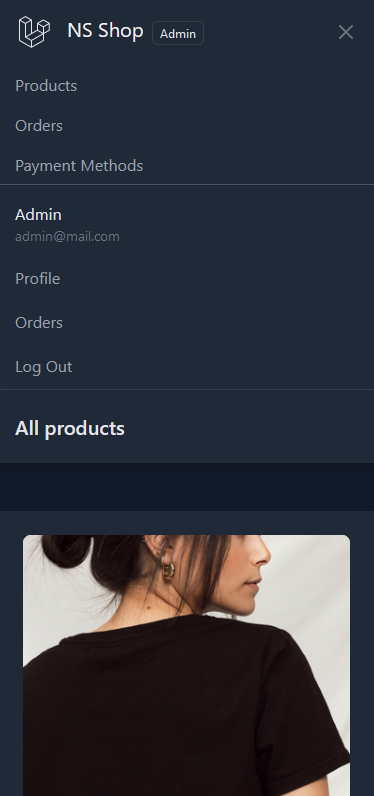 NS Shop Admin
Products
Orders
Payment Methods
Admin
admin@mail.com
Profile
Orders
Log Out
All products